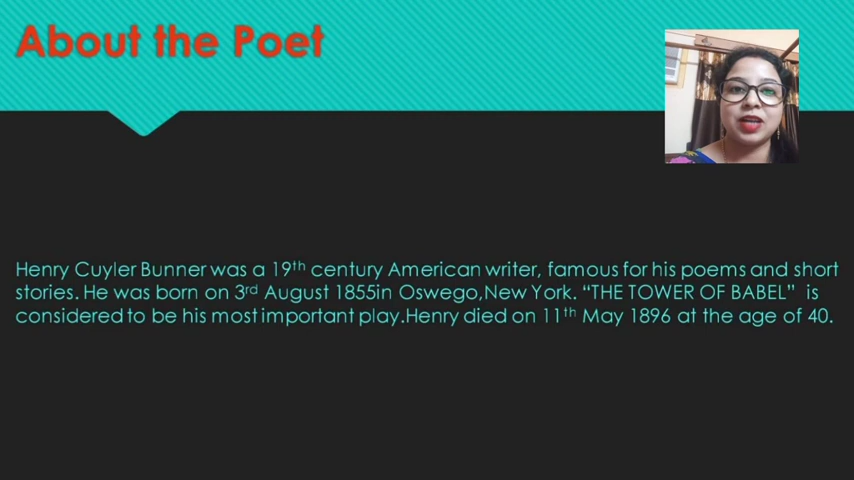 About the Poet
Henry Cuyler Bunner was a 19th century American writer, famous for his poems and short
stories. He was born on 3rd August 1855in Oswego,New York. “THE TOWER OF BABEL” is
considered to be his most important play.Henry died on 11th May 1896 at the age of 40.